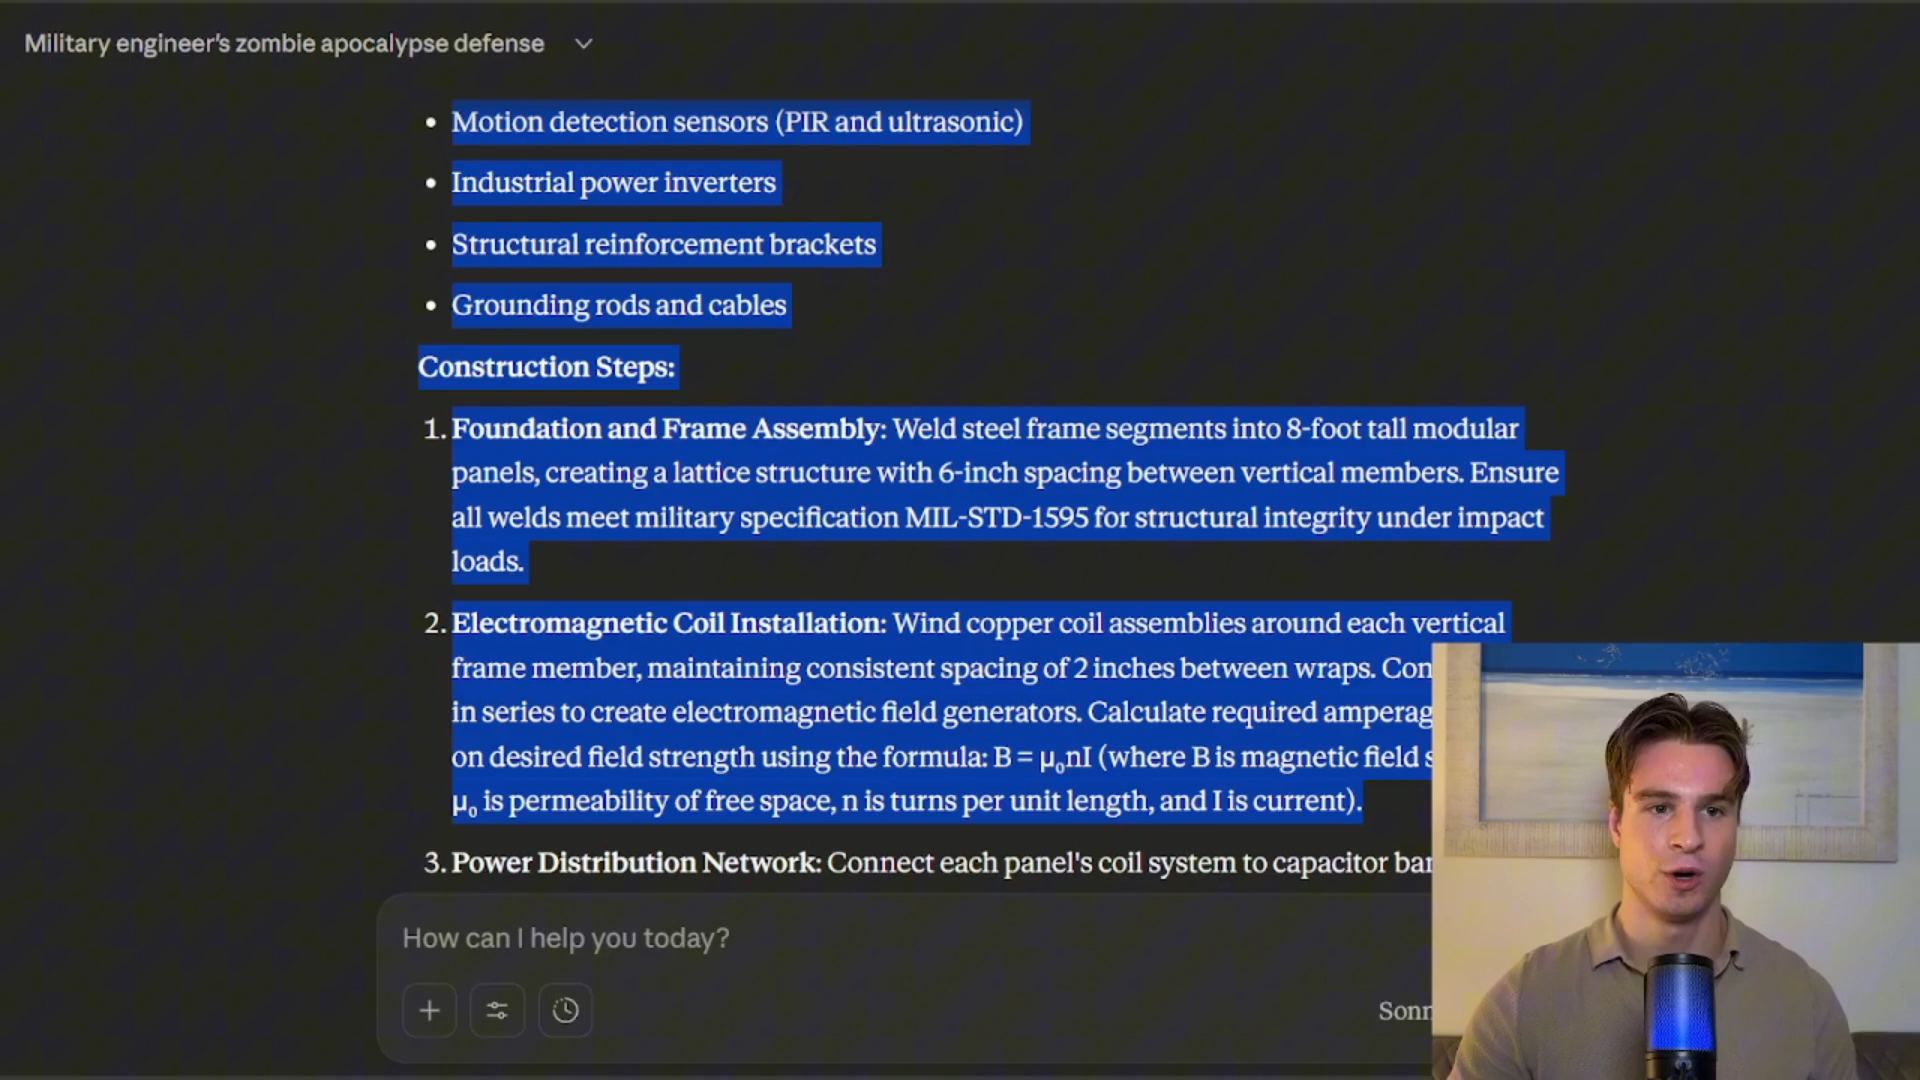 Military engineer's zombie apocalypse defense
Motion detection sensors (PIR and ultrasonic)
Industrial power inverters
Structural reinforcement brackets
Grounding rods and cables
Construction Steps:
1. Foundation and Frame Assembly: Weld steel frame segments into 8-foot tall modular
panels, creating a lattice structure with 6-inch spacing between vertical members. Ensure
all welds meet military specification MIL-STD-1595 for structural integrity under impact
loads.
2. Electromagnetic Coil Installation: Wind copper coil assemblies around each vertical
frame member, maintaining consistent spacing of 2 inches between wraps. Con
in series to create electromagnetic field generators. Calculate required amperag
on desired field strength using the formula: B = μ₀nI (where B is magnetic field s
μ₀ is permeability of free space, n is turns per unit length, and I is current).
3. Power Distribution Network: Connect each panel's coil system to capacitor ban
How can I help you today?
Sonn